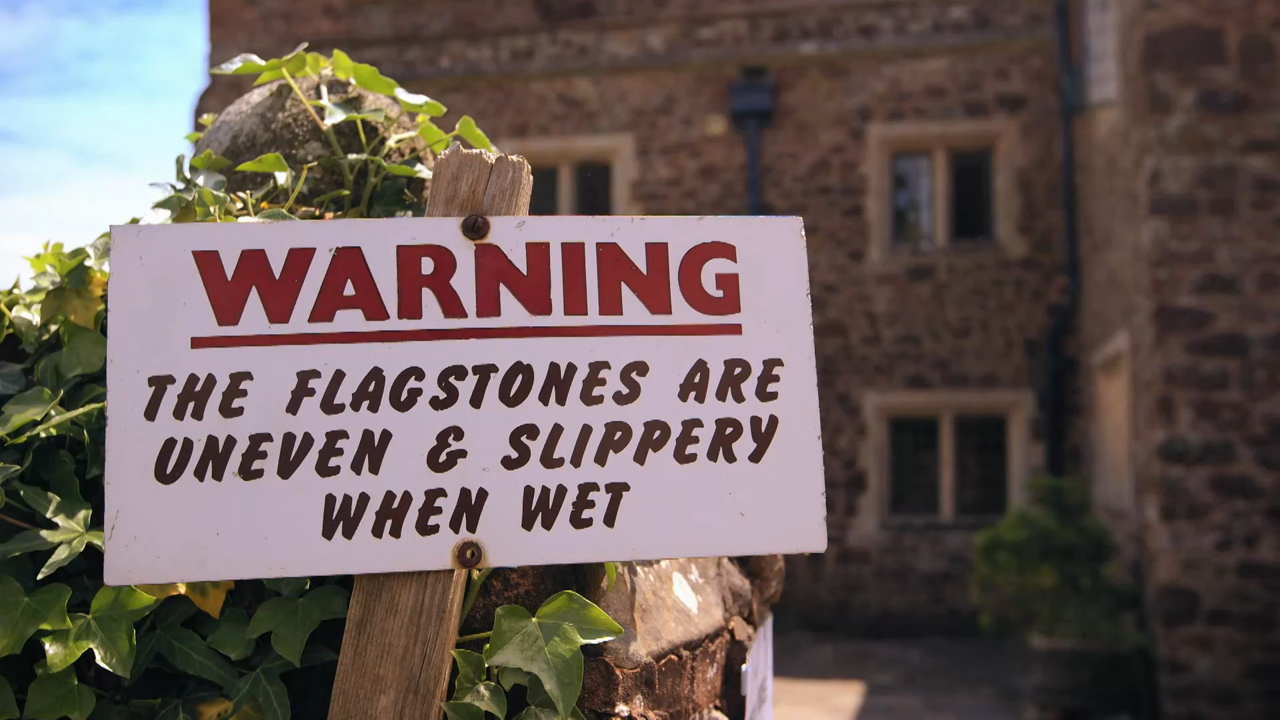 WARNING
THE FLAGSTONES ARE
UNEVEN & SLIPPERY
WHEN WET